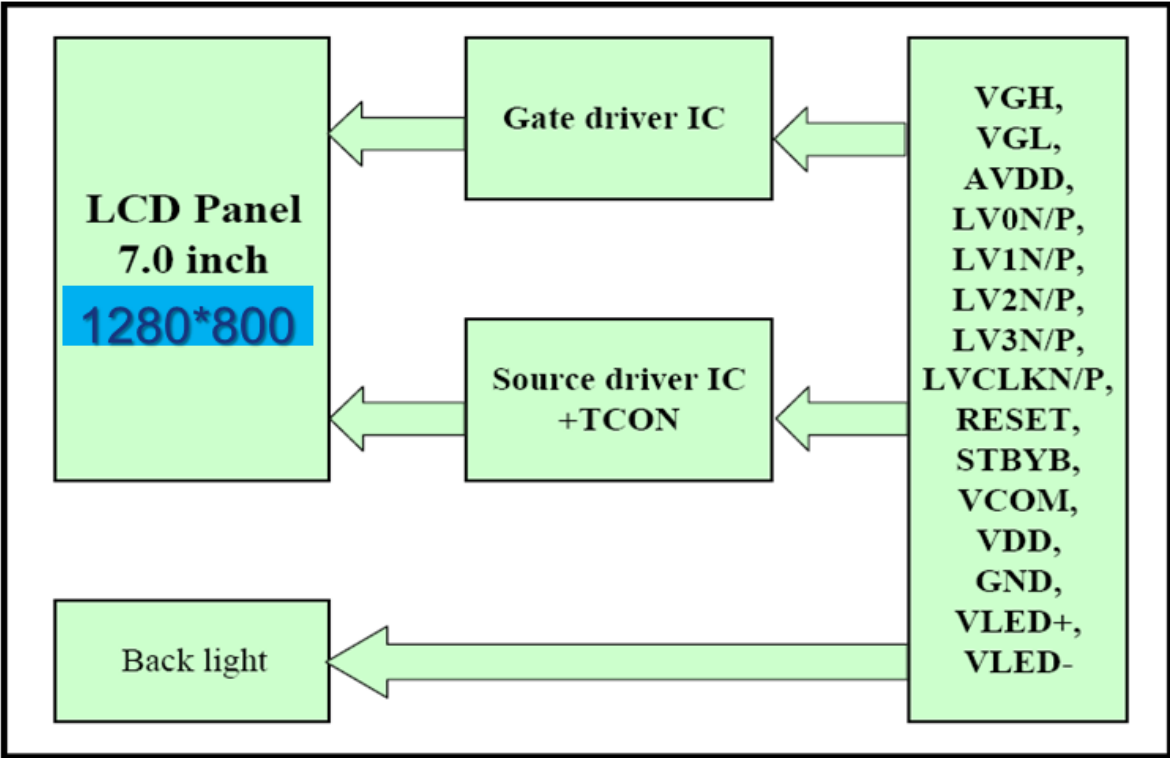 LCD Panel
7.0 inch
1280*800
Gate driver IC
Source driver IC
+TCON
Back light
VGH,
VGL,
AVDD,
LV0N/P,
LV1N/P,
LV2N/P,
LV3N/P,
LVCLKN/P,
RESET,
STBYB,
VCOM,
VDD,
GND,
VLED+,
VLED-